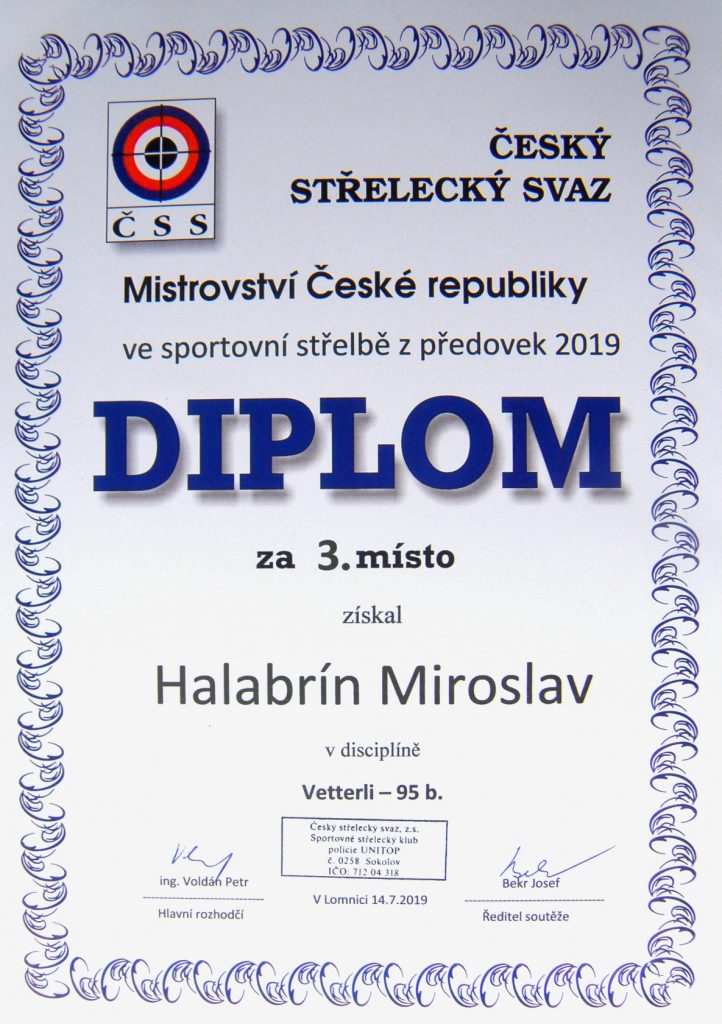 ČSS
ČESKÝ
STŘELECKÝ SVAZ
Mistrovství České republiky
ve sportovní střelbě z předovek 2019
DIPLOM
za 3. místo
získal
Halabrín Miroslav
v disciplíně
Vetterli – 95 b.
Český střelecký svaz, z.s.
Sportovně střelecký klub
policie UNITOP
č. 0258 Sokolov
IČO: 712 04 318
ing. Voldán Petr
Hlavní rozhodčí
V Lomnici 14.7.2019
Bekr Josef
Ředitel soutěže